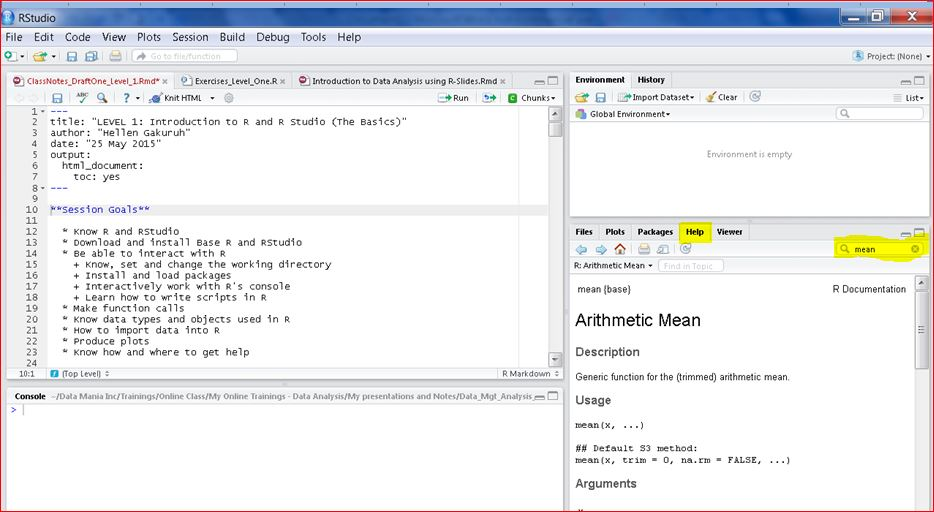 RStudio
File Edit Code View Plots Session Build Debug Tools Help
Go to file/function
Project: (None)
ClassNotes_DraftOne_Level_1.Rmd*
Exercises_Level_One.R
Introduction to Data Analysis using R-Slides.Rmd
ABC
?
Knit HTML
Run
Chunks
1 ---
2 title: "LEVEL 1: Introduction to R and R Studio (The Basics)"
3 author: "Hellen Gakuruh"
4 date: "25 May 2015"
5 output:
6 html_document:
7 toc: yes
8 ---
9
10 **Session Goals**
11
12 * Know R and RStudio
13 * Download and install Base R and RStudio
14 * Be able to interact with R
15 + Know, set and change the working directory
16 + Install and load packages
17 + Interactively work with R's console
18 + Learn how to write scripts in R
19 * Make function calls
20 * Know data types and objects used in R
21 * How to import data into R
22 * Produce plots
23 * Know how and where to get help
24
10:1 (Top Level) R Markdown
Console ~/Data Mania Inc/Trainings/Online Class/My Online Trainings - Data Analysis/My presentations and Notes/Data_Mgt_Analysis_
>
Environment History
Import Dataset Clear List
Global Environment
Environment is empty
Files Plots Packages Help Viewer
mean
R: Arithmetic Mean Find in Topic
mean {base} R Documentation
Arithmetic Mean
Description
Generic function for the (trimmed) arithmetic mean.
Usage
mean(x, ...)
## Default S3 method:
mean(x, trim = 0, na.rm = FALSE, ...)
Arguments